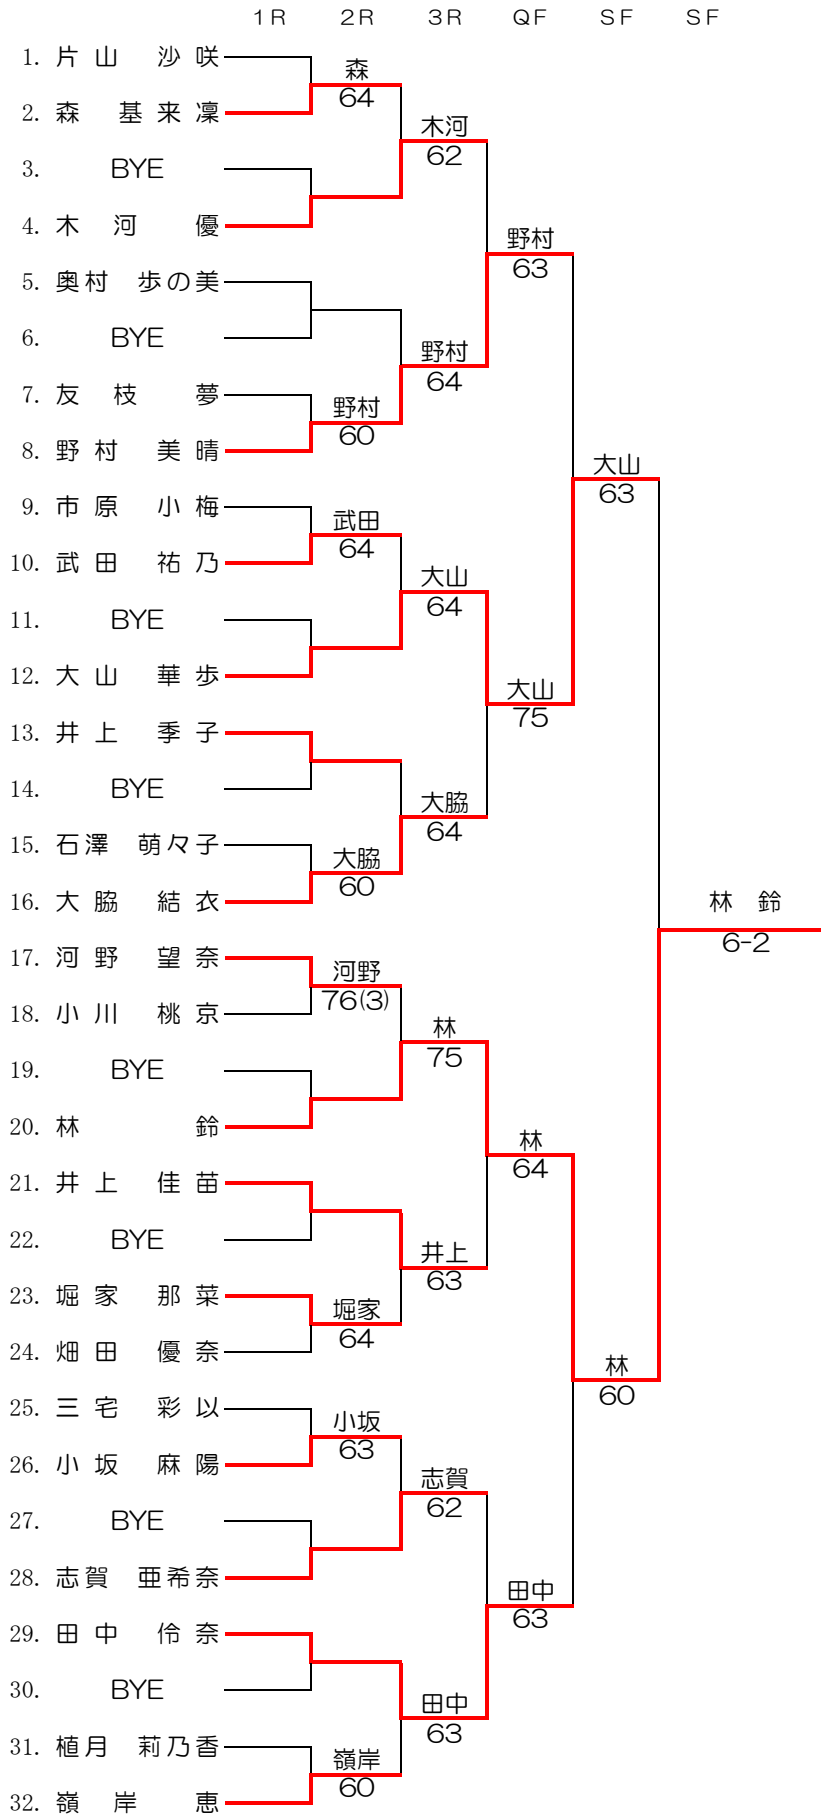 1R 2R 3R QF SF SF
1. 片山 沙咲
森
64
2. 森 基来凜
木河
62
3. BYE
4. 木河 優
野村
63
5. 奥村 歩の美
6. BYE
野村
64
7. 友枝 夢
野村
60
8. 野村 美晴
大山
63
9. 市原 小梅
武田
64
10. 武田 祐乃
大山
64
11. BYE
12. 大山 華歩
大山
75
13. 井上 季子
14. BYE
大脇
64
15. 石澤 萌々子
大脇
60
16. 大脇 結衣
林 鈴
6-2
17. 河野 望奈
河野
76(3)
18. 小川 桃京
林
75
19. BYE
20. 林 鈴
林
64
21. 井上 佳苗
22. BYE
井上
63
23. 堀家 那菜
堀家
64
24. 畑田 優奈
林
60
25. 三宅 彩以
小坂
63
26. 小坂 麻陽
志賀
62
27. BYE
28. 志賀 亜希奈
田中
63
29. 田中 伶奈
30. BYE
田中
63
31. 植月 莉乃香
嶺岸
60
32. 嶺岸 恵